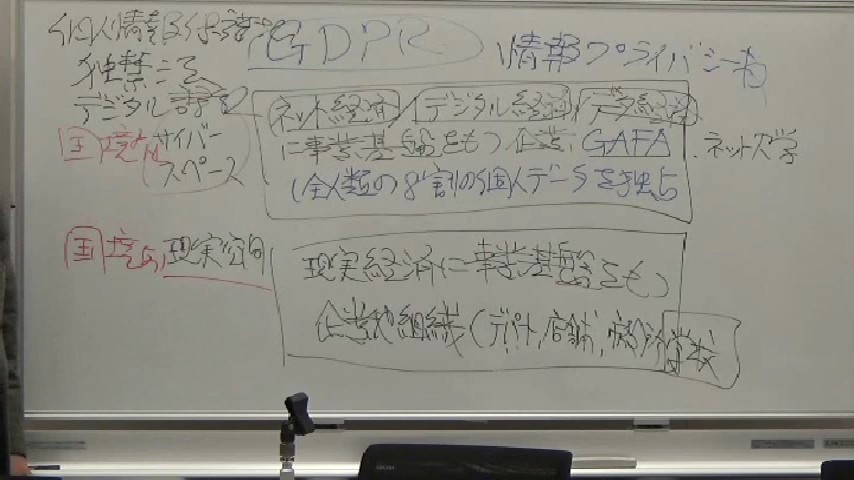 個人情報保護法 GDPR 情報プライバシー権
独禁法
デジタル課税
ネット経済/デジタル経済/データ経済
国境なし サイバースペース
に事業基盤をもつ企業, GAFA
・ネット大学
(全人類の8割の個人データを独占
国境あり 現実空間
現実経済に事業基盤をもつ
企業や組織(デパート, 店舗, 病院, 学校